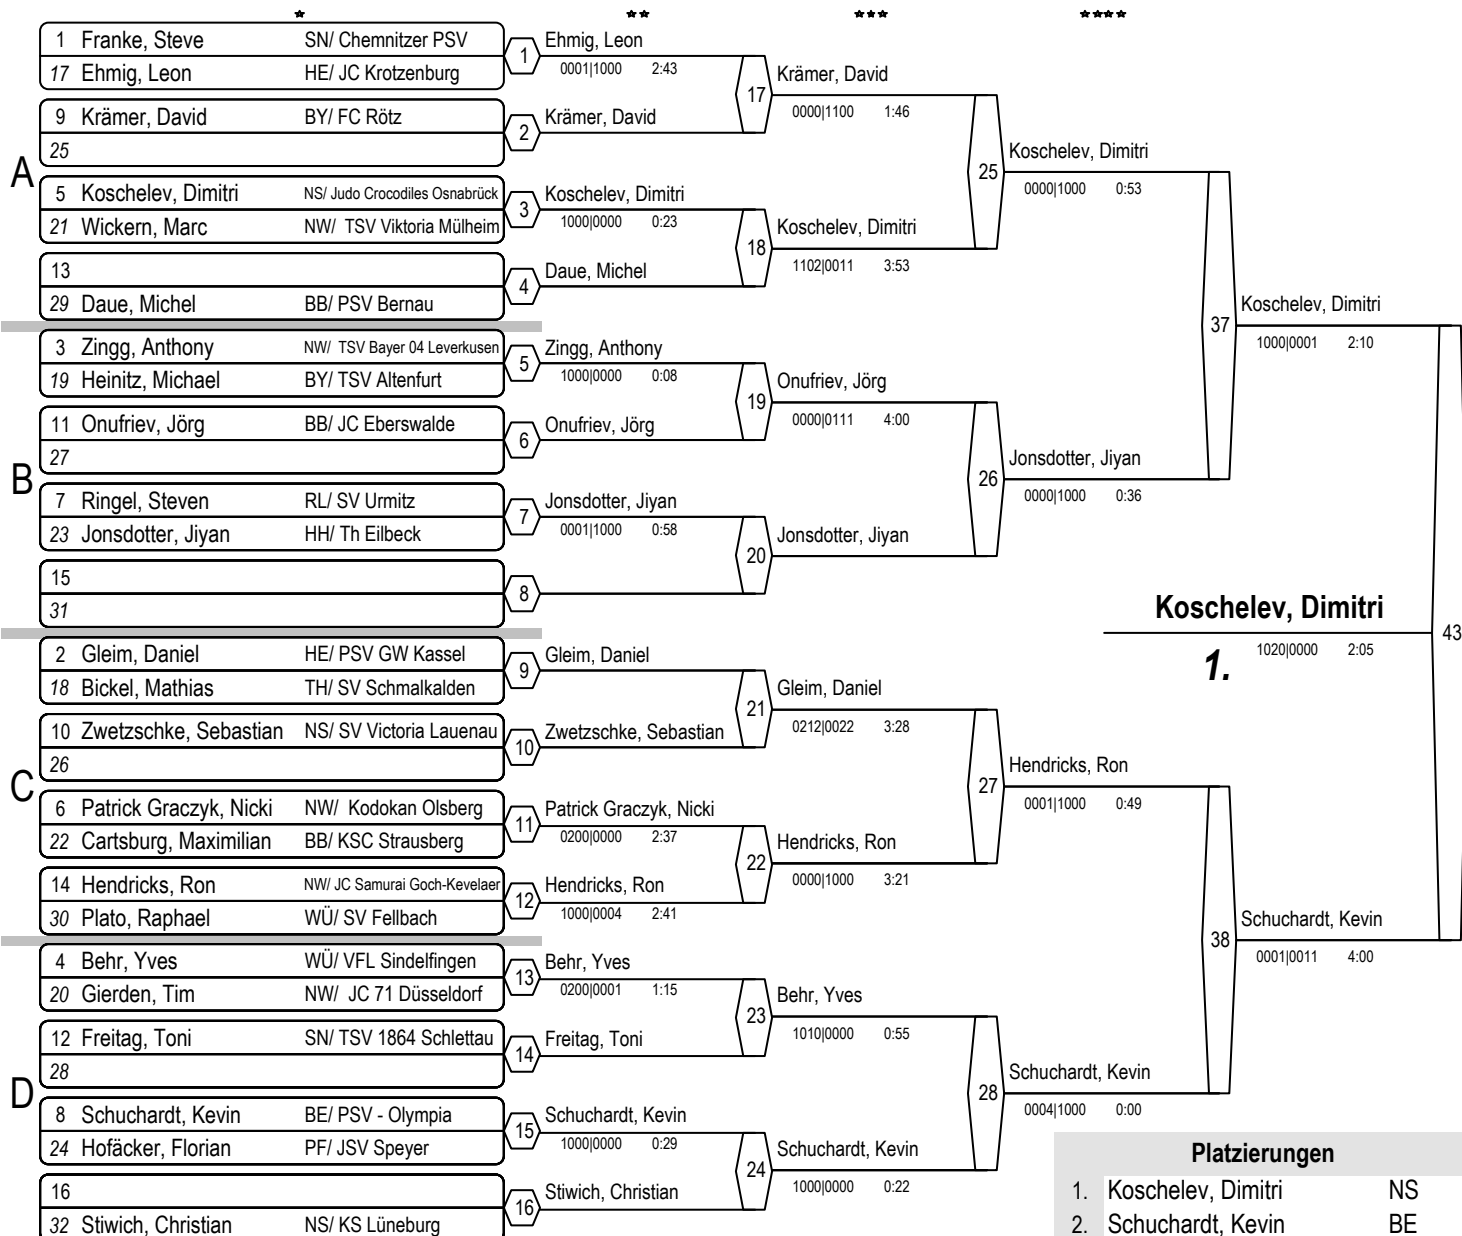 * ** *** ****
A
1 Franke, Steve SN/ Chemnitzer PSV
17 Ehmig, Leon HE/ JC Krotzenburg
9 Krämer, David BY/ FC Rötz
25
5 Koschelev, Dimitri NS/ Judo Crocodiles Osnabrück
21 Wickern, Marc NW/ TSV Viktoria Mülheim
13
29 Daue, Michel BB/ PSV Bernau
B
3 Zingg, Anthony NW/ TSV Bayer 04 Leverkusen
19 Heinitz, Michael BY/ TSV Altenfurt
11 Onufriev, Jörg BB/ JC Eberswalde
27
7 Ringel, Steven RL/ SV Urmitz
23 Jonsdotter, Jiyan HH/ Th Eilbeck
15
31
C
2 Gleim, Daniel HE/ PSV GW Kassel
18 Bickel, Mathias TH/ SV Schmalkalden
10 Zwetzschke, Sebastian NS/ SV Victoria Lauenau
26
6 Patrick Graczyk, Nicki NW/ Kodokan Olsberg
22 Cartsburg, Maximilian BB/ KSC Strausberg
14 Hendricks, Ron NW/ JC Samurai Goch-Kevelaer
30 Plato, Raphael WÜ/ SV Fellbach
D
4 Behr, Yves WÜ/ VFL Sindelfingen
20 Gierden, Tim NW/ JC 71 Düsseldorf
12 Freitag, Toni SN/ TSV 1864 Schlettau
28
8 Schuchardt, Kevin BE/ PSV - Olympia
24 Hofäcker, Florian PF/ JSV Speyer
16
32 Stiwich, Christian NS/ KS Lüneburg
1 Ehmig, Leon
0001|1000 2:43
2 Krämer, David
3 Koschelev, Dimitri
1000|0000 0:23
4 Daue, Michel
5 Zingg, Anthony
1000|0000 0:08
6 Onufriev, Jörg
7 Jonsdotter, Jiyan
0001|1000 0:58
8
9 Gleim, Daniel
10 Zwetzschke, Sebastian
11 Patrick Graczyk, Nicki
0200|0000 2:37
12 Hendricks, Ron
1000|0004 2:41
13 Behr, Yves
0200|0001 1:15
14 Freitag, Toni
15 Schuchardt, Kevin
1000|0000 0:29
16 Stiwich, Christian
17 Krämer, David
0000|1100 1:46
18 Koschelev, Dimitri
1102|0011 3:53
19 Onufriev, Jörg
0000|0111 4:00
20 Jonsdotter, Jiyan
21 Gleim, Daniel
0212|0022 3:28
22 Hendricks, Ron
0000|1000 3:21
23 Behr, Yves
1010|0000 0:55
24 Schuchardt, Kevin
1000|0000 0:22
25 Koschelev, Dimitri
0000|1000 0:53
26 Jonsdotter, Jiyan
0000|1000 0:36
27 Hendricks, Ron
0001|1000 0:49
28 Schuchardt, Kevin
0004|1000 0:00
37 Koschelev, Dimitri
1000|0001 2:10
38 Schuchardt, Kevin
0001|0011 4:00
Koschelev, Dimitri 43
1. 1020|0000 2:05
Platzierungen
1. Koschelev, Dimitri NS
2. Schuchardt, Kevin BE